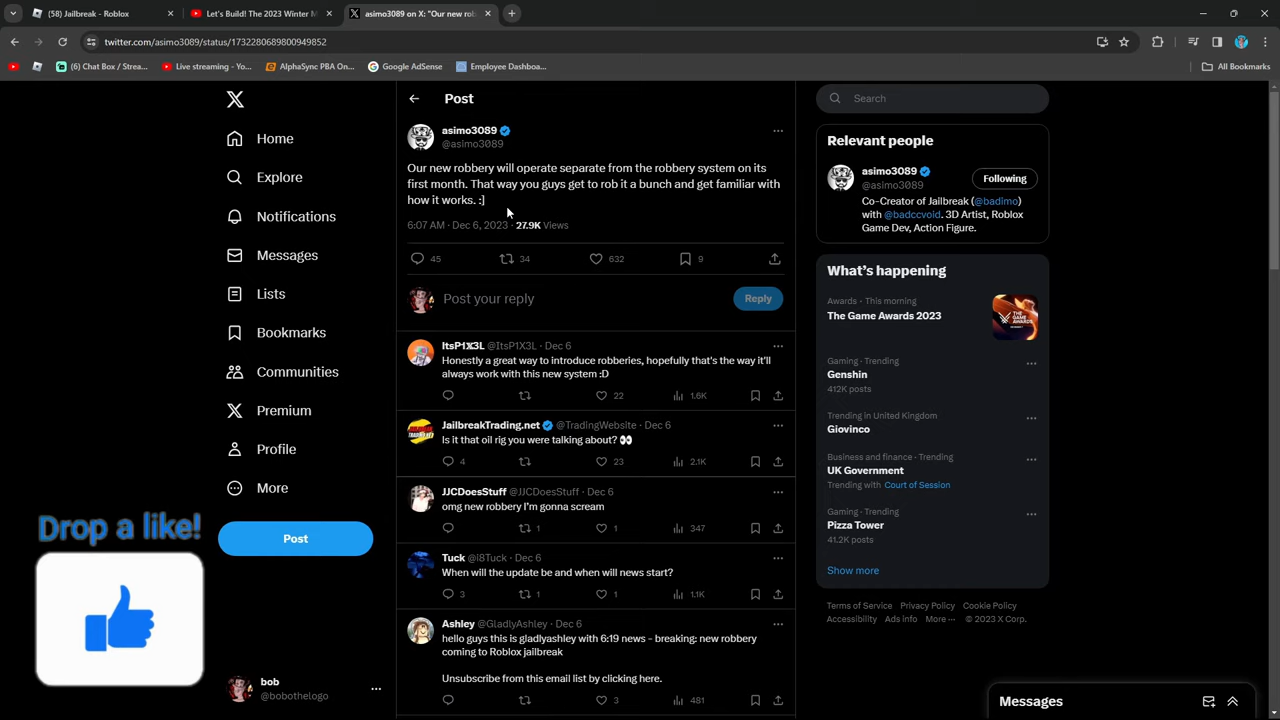 (58) Jailbreak - Roblox
Let's Build! The 2023 Winter M
asimo3089 on X: "Our new rob
twitter.com/asimo3089/status/1732280689800949852
(4) Chat Box / Stream...
Live streaming - Yo...
AlphaSync PBA On...
Google AdSense
Employee Dashboa...
All Bookmarks
Home
Explore
Notifications
Messages
Lists
Bookmarks
Communities
Premium
Profile
More
Post
Drop a like!
bob
@bobothelogo
Post
asimo3089
@asimo3089
Our new robbery will operate separate from the robbery system on its
first month. That way you guys get to rob it a bunch and get familiar with
how it works. :]
6:07 AM · Dec 6, 2023 · 27.9K Views
45 34 632 9
Post your reply
Reply
ItsP1X3L @ItsP1X3L · Dec 6
Honestly a great way to introduce robberies, hopefully that's the way it'll
always work with this new system :D
22 1.6K
JailbreakTrading.net @TradingWebsite · Dec 6
Is it that oil rig you were talking about? 👀
4 23 2.1K
JJCDoesStuff @JJCDoesStuff · Dec 6
omg new robbery I'm gonna scream
1 1 347
Tuck @I8Tuck · Dec 6
When will the update be and when will news start?
3 1 1 1.1K
Ashley @GladlyAshley · Dec 6
hello guys this is gladlyashley with 6:19 news - breaking: new robbery
coming to Roblox jailbreak
Unsubscribe from this email list by clicking here.
3 481
Search
Relevant people
asimo3089
@asimo3089
Following
Co-Creator of Jailbreak (@badimo)
with @badccvoid. 3D Artist, Roblox
Game Dev, Action Figure.
What's happening
Awards · This morning
The Game Awards 2023
THE GAME AWARDS
Gaming · Trending
Genshin
412K posts
Trending in United Kingdom
Giovinco
Business and finance · Trending
UK Government
Trending with Court of Session
Gaming · Trending
Pizza Tower
41.2K posts
Show more
Terms of Service Privacy Policy Cookie Policy
Accessibility Ads info More ··· © 2023 X Corp.
Messages